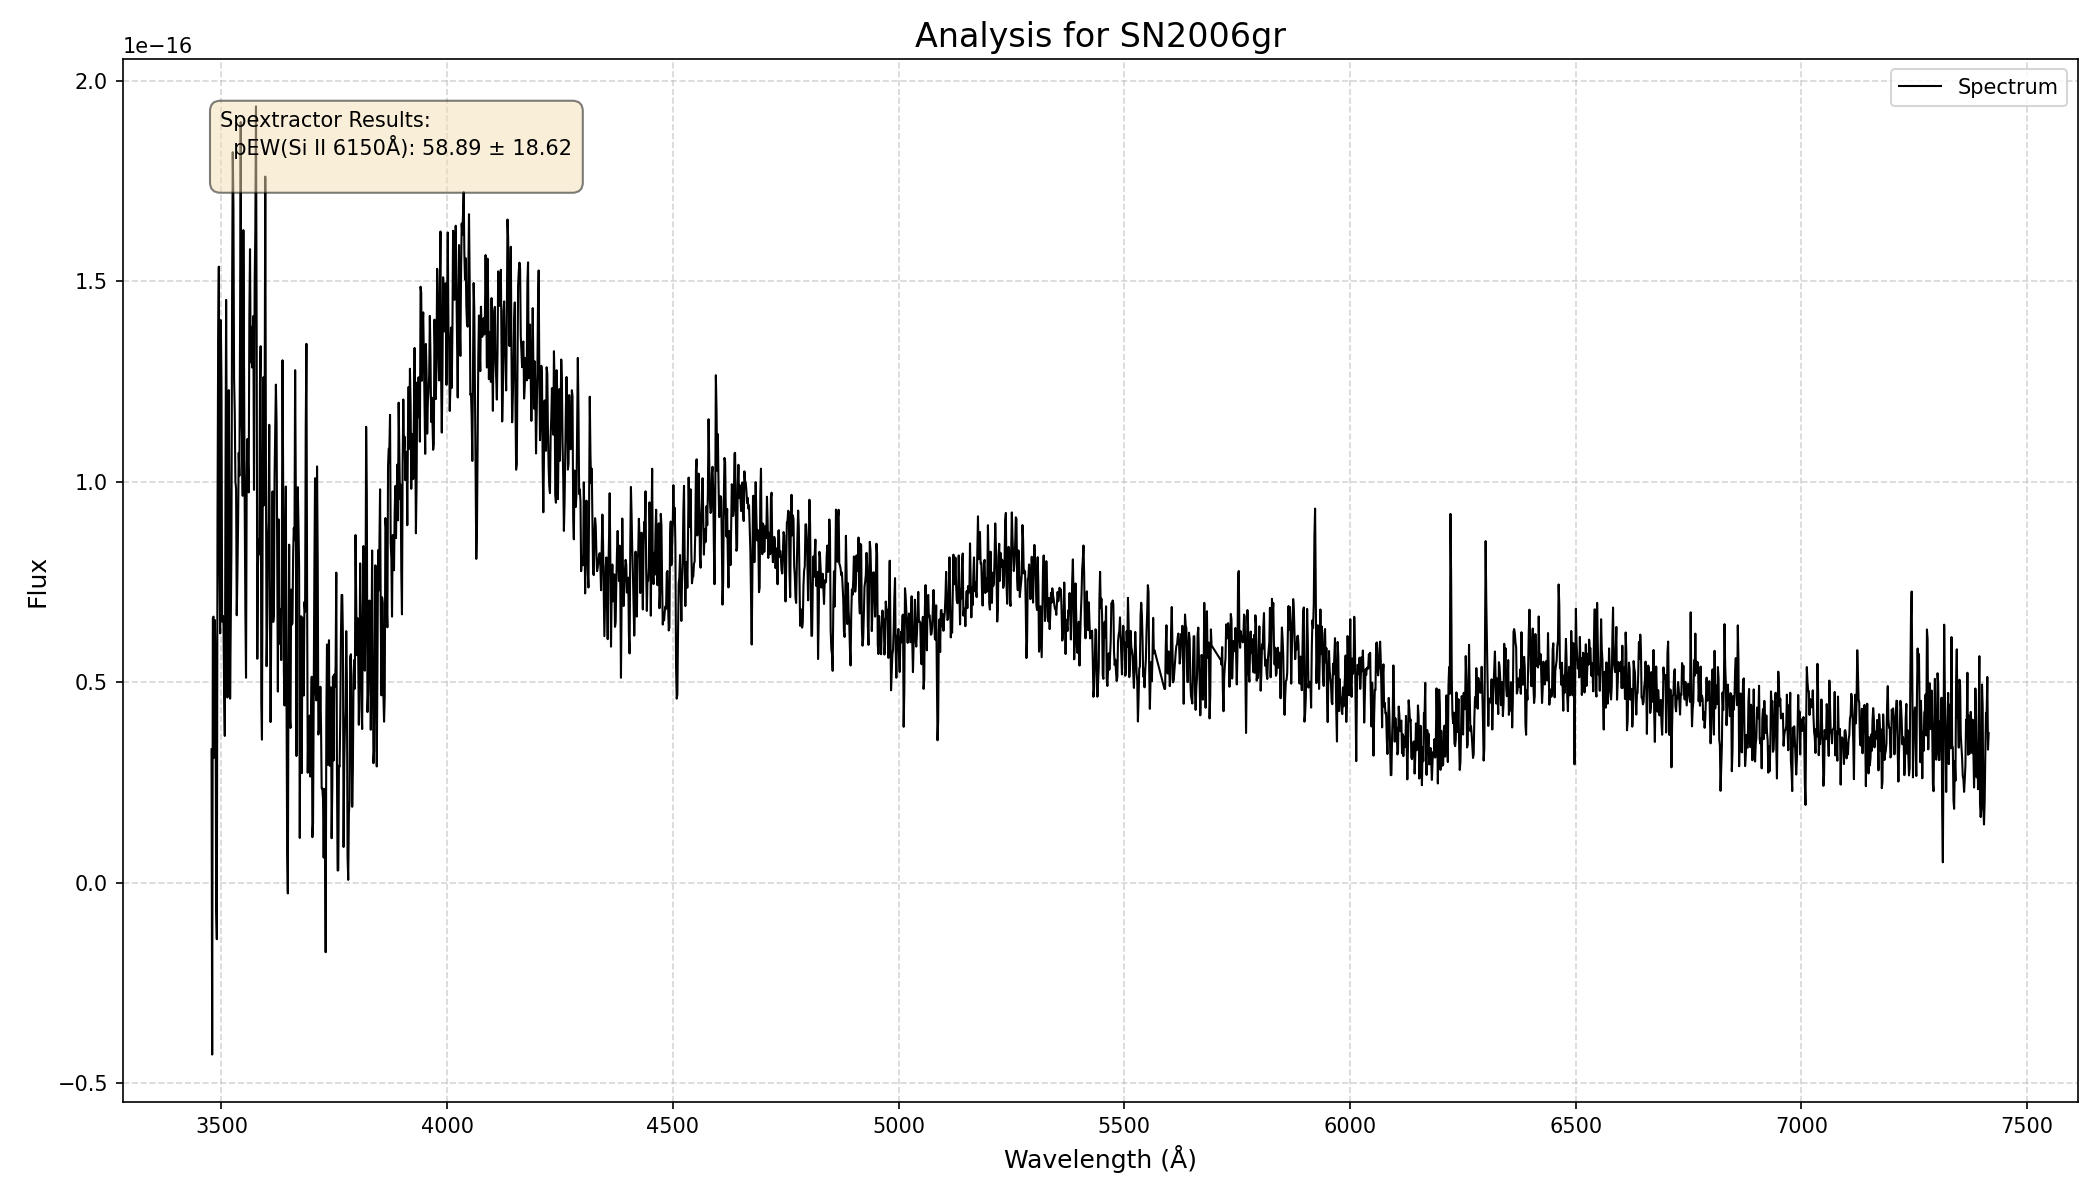 Analysis for SN2006gr
1e−16
2.0
1.5
1.0
0.5
0.0
−0.5
Flux
Spextractor Results:
pEW(Si II 6150Å): 58.89 ± 18.62
Spectrum
3500 4000 4500 5000 5500 6000 6500 7000 7500
Wavelength (Å)